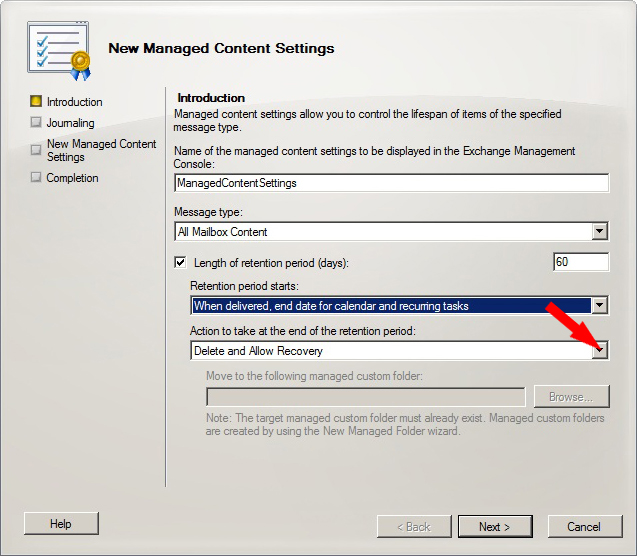 New Managed Content Settings
Introduction
Journaling
New Managed Content
Settings
Completion
Introduction
Managed content settings allow you to control the lifespan of items of the specified
message type.
Name of the managed content settings to be displayed in the Exchange Management
Console:
ManagedContentSettings
Message type:
All Mailbox Content
Length of retention period (days):
60
Retention period starts:
When delivered, end date for calendar and recurring tasks
Action to take at the end of the retention period:
Delete and Allow Recovery
Move to the following managed custom folder:
Browse...
Note: The target managed custom folder must already exist. Managed custom folders
are created by using the New Managed Folder wizard.
Help
< Back
Next >
Cancel